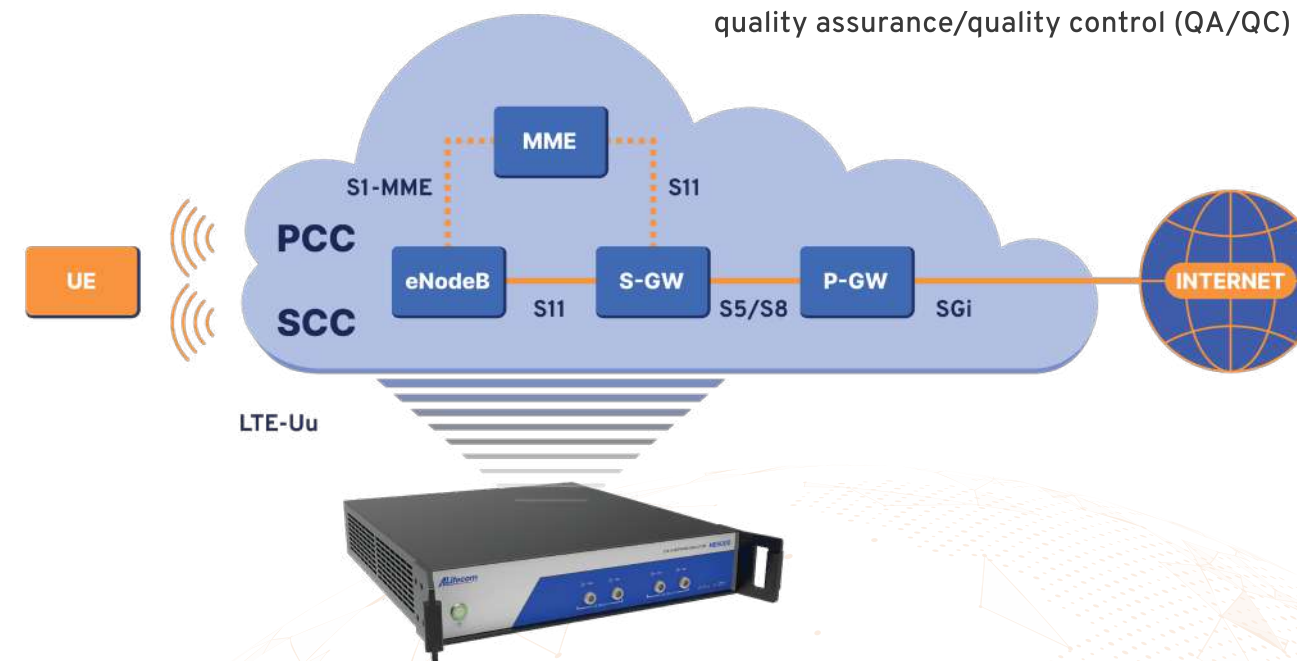 quality assurance/quality control (QA/QC)
MME
S1-MME
S11
PCC
UE
eNodeB
S-GW
P-GW
INTERNET
S11
S5/S8
SGi
SCC
LTE-Uu
ALifecom